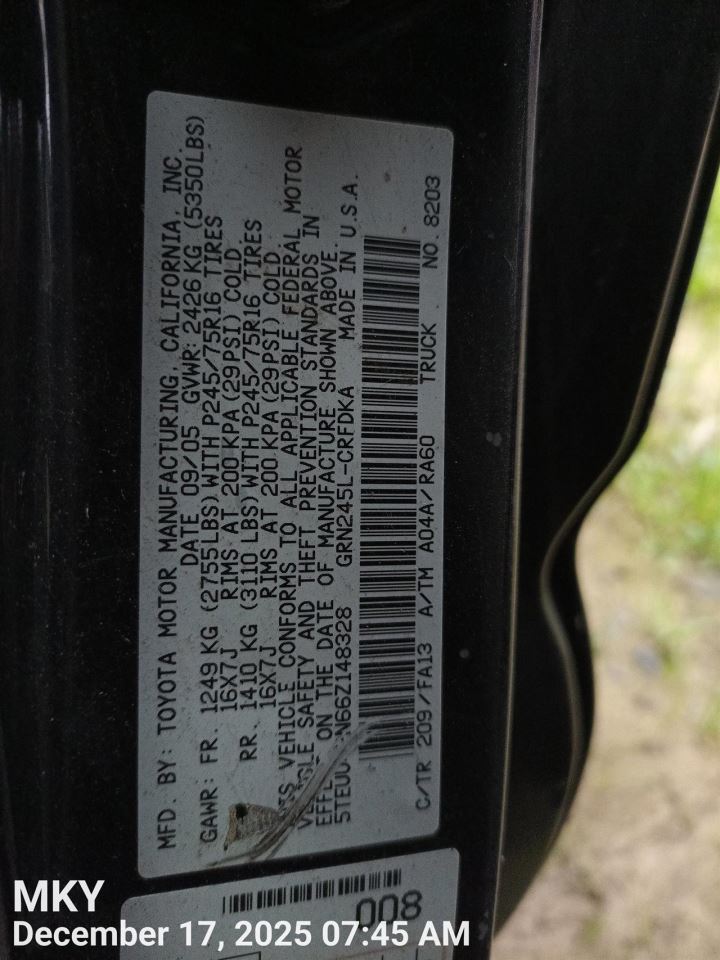 MFD. BY: TOYOTA MOTOR MANUFACTURING, CALIFORNIA, INC.
DATE 09/05 GVWR: 2426 KG (5350LBS)
GAWR: FR. 1249 KG (2755LBS) WITH P245/75R16 TIRES
16X7J RIMS AT 200 KPA (29PSI) COLD.
RR. 1410 KG (3110 LBS) WITH P245/75R16 TIRES
16X7J RIMS AT 200 KPA (29PSI) COLD
VEHICLE CONFORMS TO ALL APPLICABLE FEDERAL MOTOR
SAFETY AND THEFT PREVENTION STANDARDS IN
ON THE DATE OF MANUFACTURE SHOWN ABOVE.
GRN245L-CRFDKA MADE IN U.S.A.
C/TR 209/FA13 A/TM A04A/RA60 TRUCK NO. 8203
008
MKY
December 17, 2025 07:45 AM